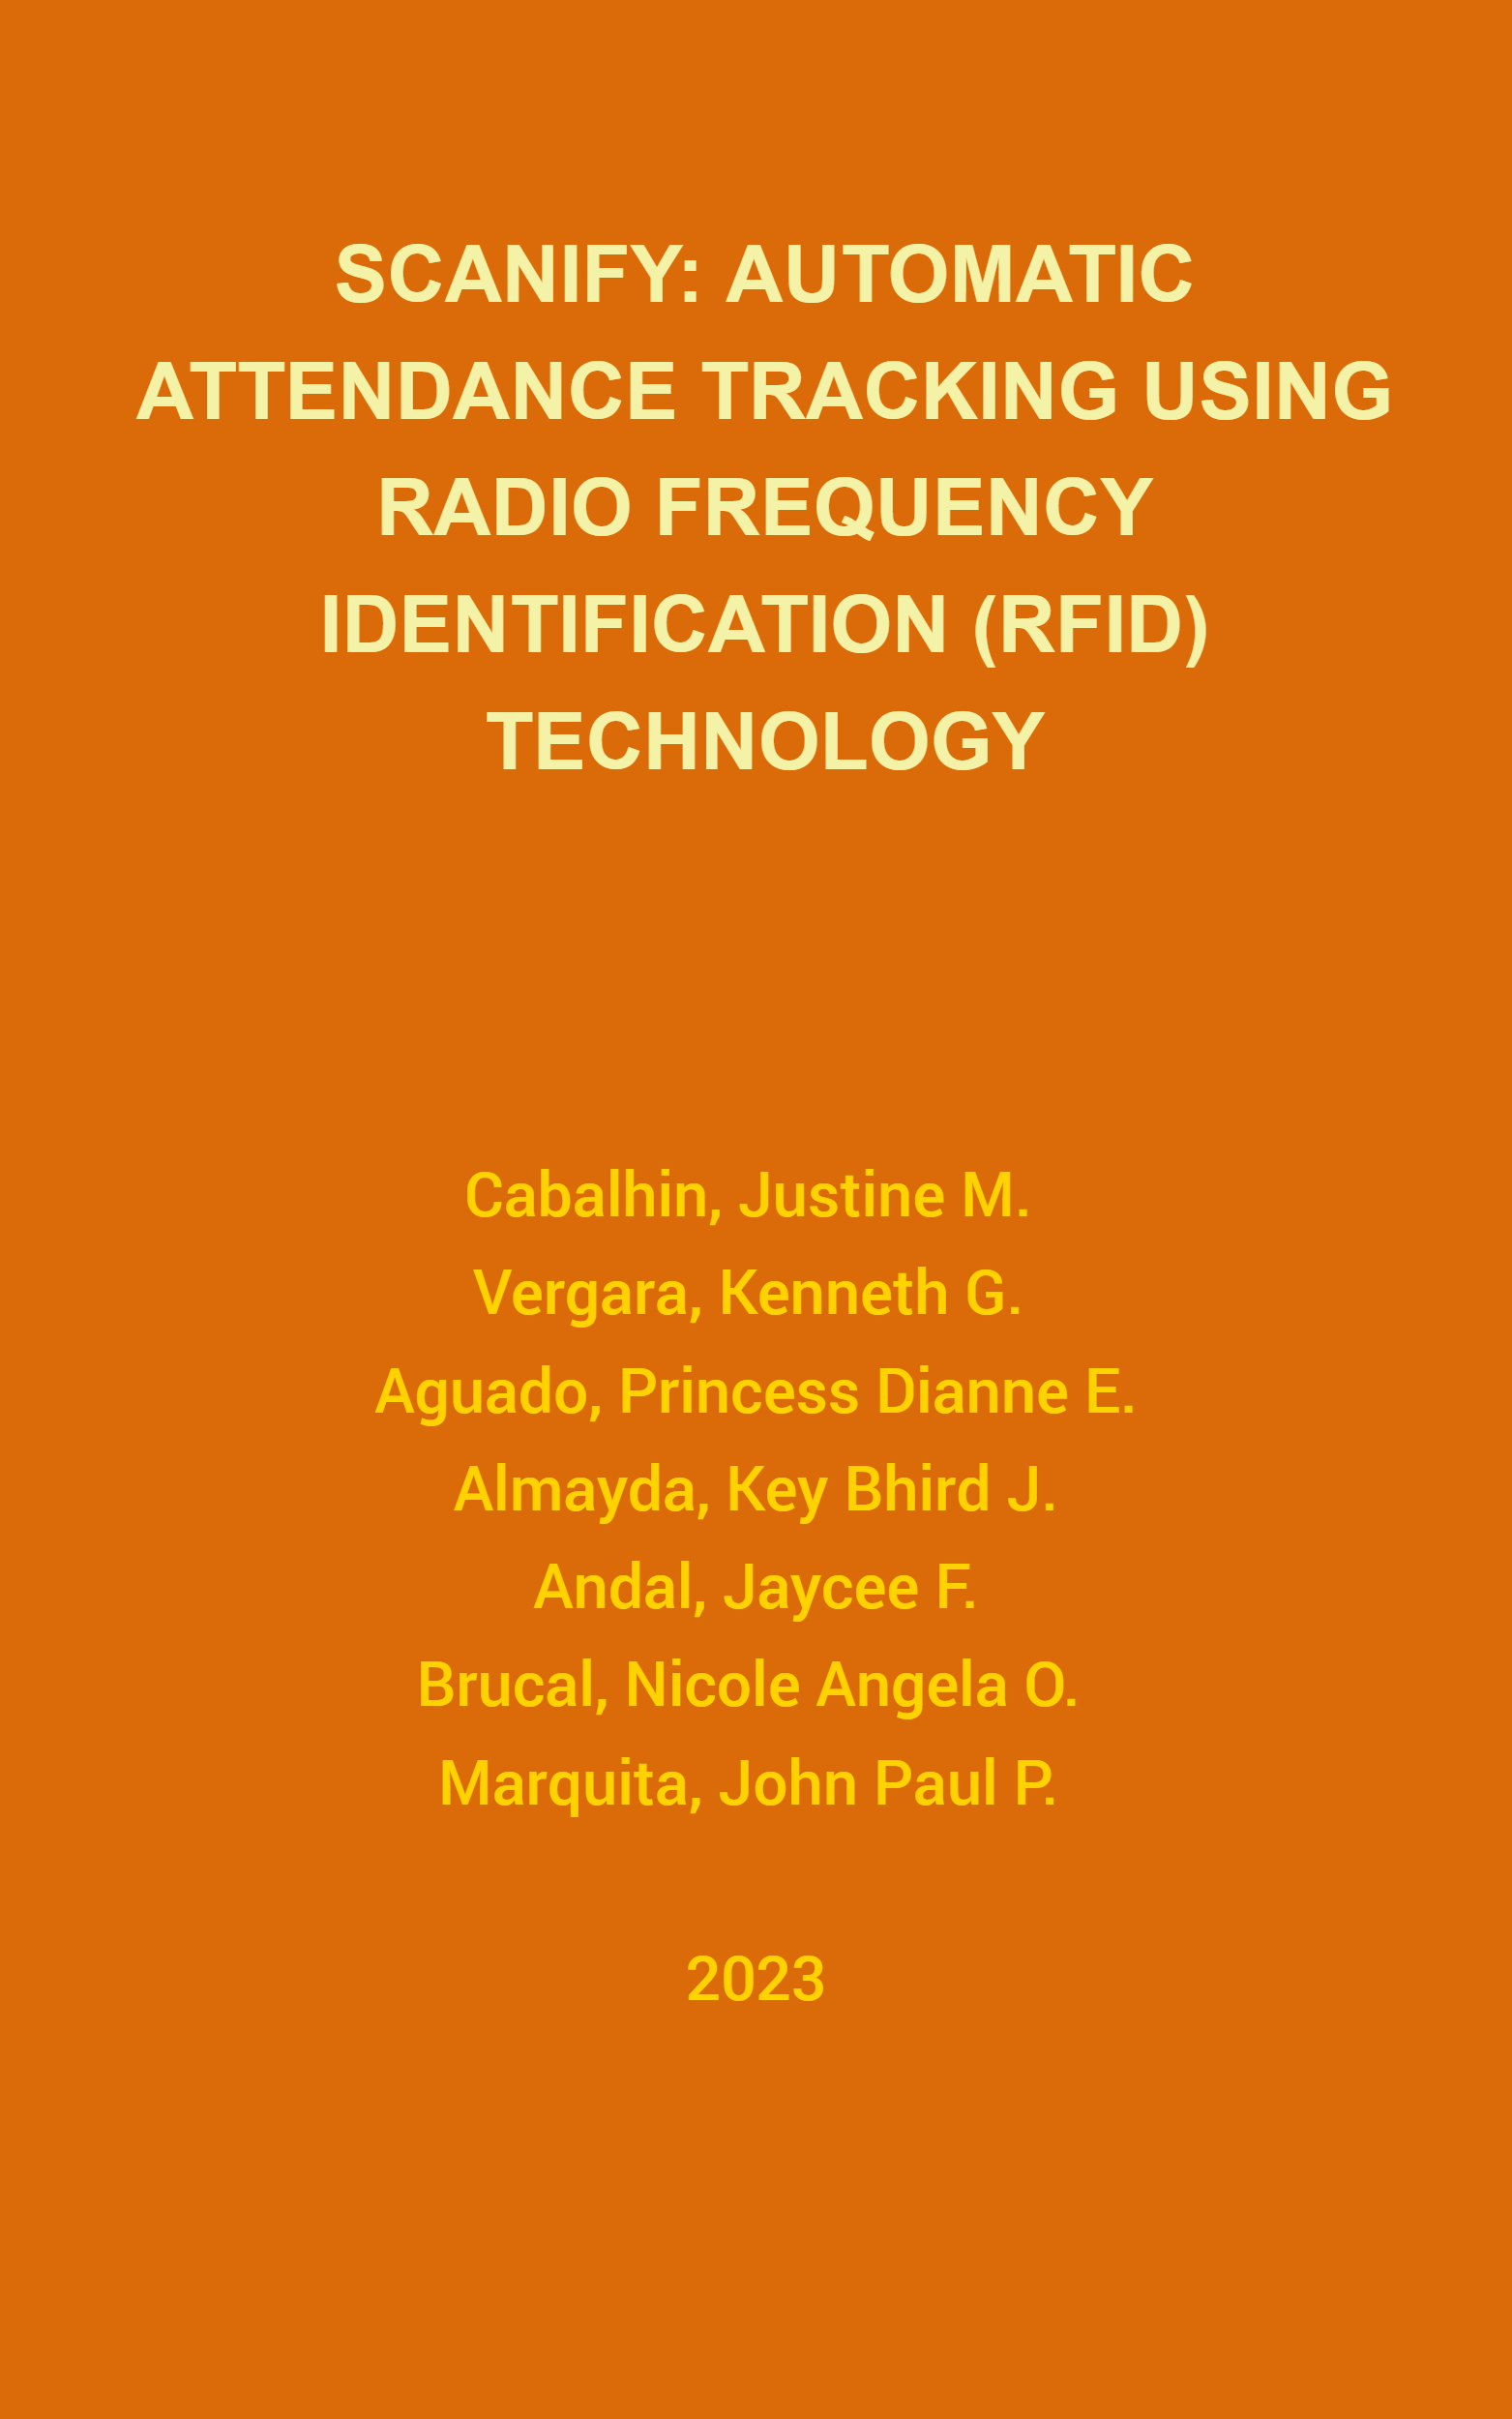 SCANIFY: AUTOMATIC
ATTENDANCE TRACKING USING
RADIO FREQUENCY
IDENTIFICATION (RFID)
TECHNOLOGY
Cabalhin, Justine M.
Vergara, Kenneth G.
Aguado, Princess Dianne E.
Almayda, Key Bhird J.
Andal, Jaycee F.
Brucal, Nicole Angela O.
Marquita, John Paul P.
2023